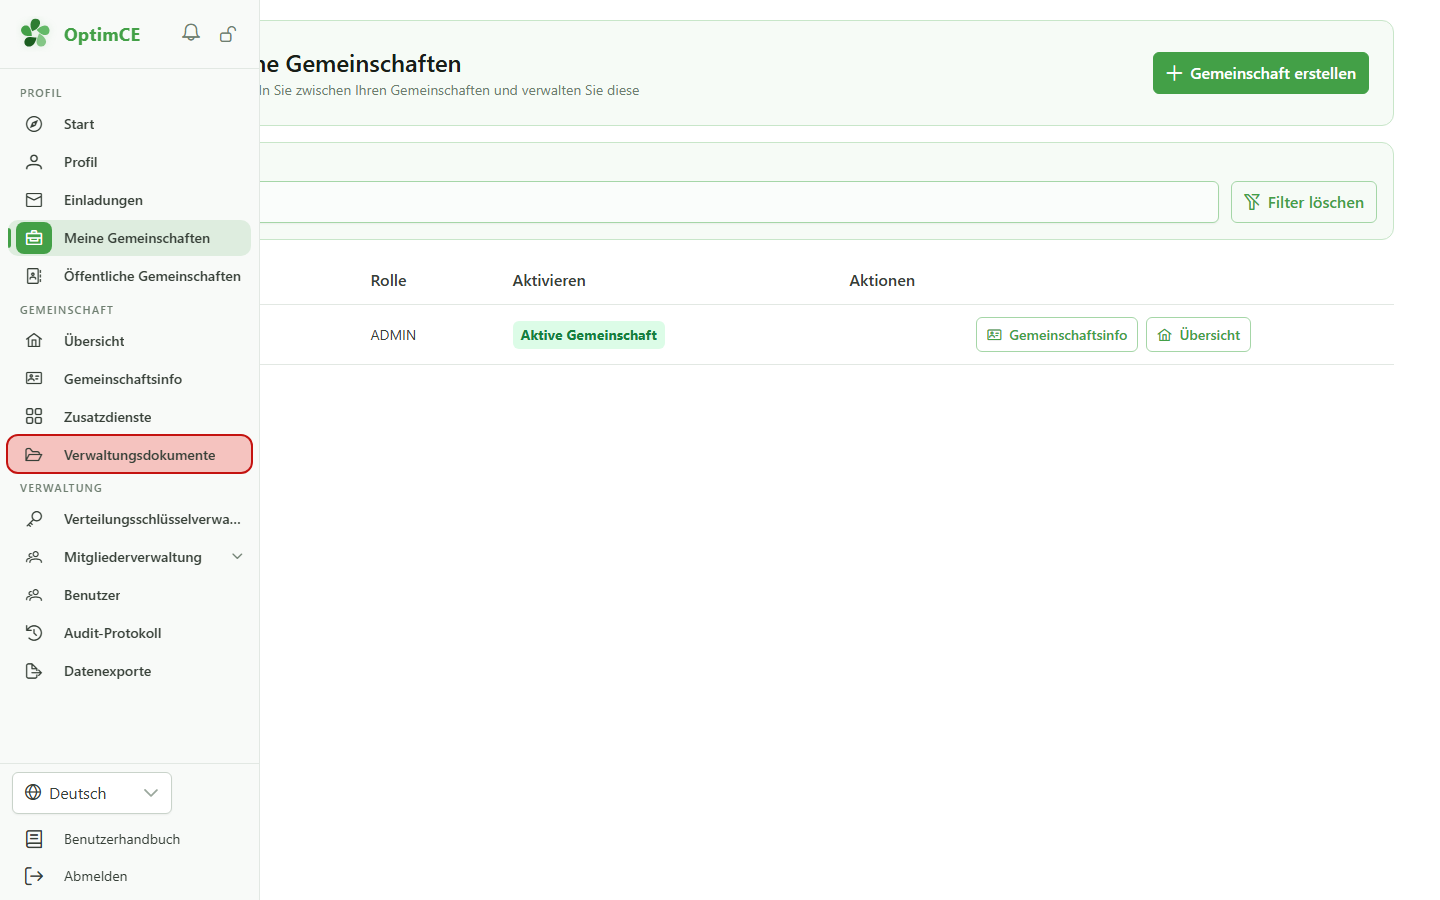 OptimCE
PROFIL
Start
Profil
Einladungen
Meine Gemeinschaften
Öffentliche Gemeinschaften
GEMEINSCHAFT
Übersicht
Gemeinschaftsinfo
Zusatzdienste
Verwaltungsdokumente
VERWALTUNG
Verteilungsschlüsselverwa...
Mitgliederverwaltung
Benutzer
Audit-Protokoll
Datenexporte
Deutsch
Benutzerhandbuch
Abmelden
Gemeinschaften
Sie zwischen Ihren Gemeinschaften und verwalten Sie diese
Gemeinschaft erstellen
Filter löschen
Rolle Aktivieren Aktionen
ADMIN Aktive Gemeinschaft Gemeinschaftsinfo Übersicht